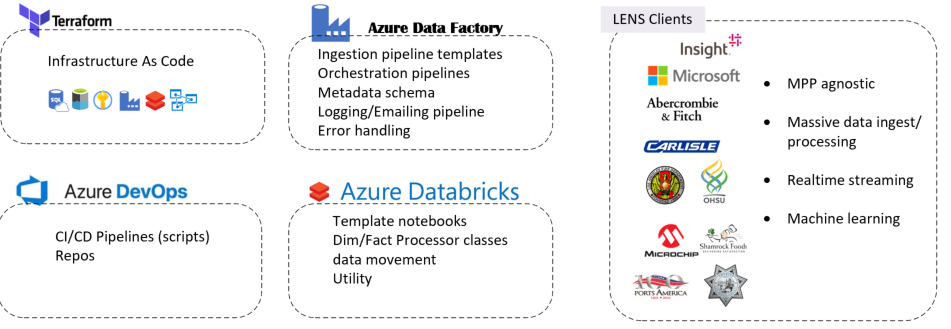 Terraform
Infrastructure As Code
SQL
Azure Data Factory
Ingestion pipeline templates
Orchestration pipelines
Metadata schema
Logging/Emailing pipeline
Error handling
Azure DevOps
CI/CD Pipelines (scripts)
Repos
Azure Databricks
Template notebooks
Dim/Fact Processor classes
data movement
Utility
LENS Clients
Insight
Microsoft
Abercrombie
& Fitch
CARLISLE
OHSU
MICROCHIP
Shamrock Foods
PORTS AMERICA
• MPP agnostic
• Massive data ingest/
processing
• Realtime streaming
• Machine learning